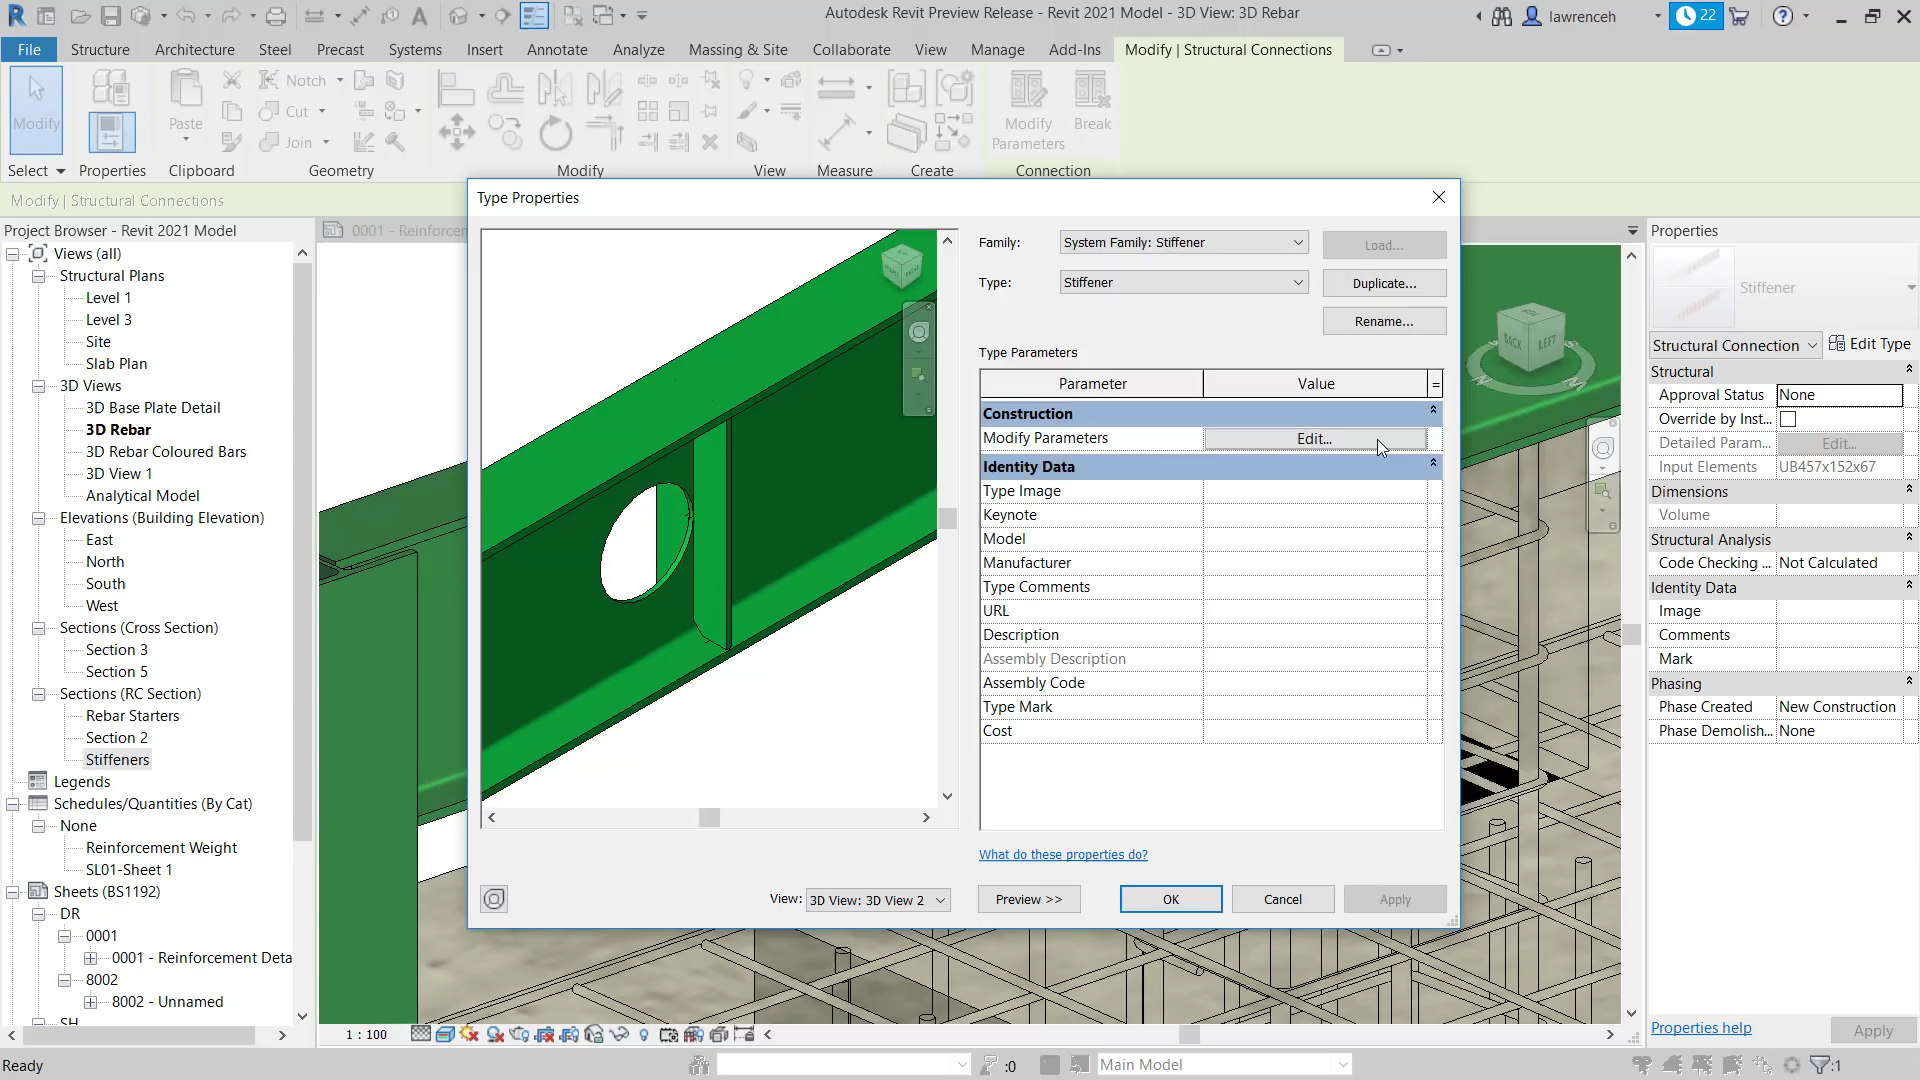 Autodesk Revit Preview Release - Revit 2021 Model - 3D View: 3D Rebar
lawrenceh
22
File
Structure
Architecture
Steel
Precast
Systems
Insert
Annotate
Analyze
Massing & Site
Collaborate
View
Manage
Add-Ins
Modify | Structural Connections
Modify
Paste
Notch
Cut
Join
Modify Parameters
Break
Select
Properties
Clipboard
Geometry
Modify
View
Measure
Create
Connection
Modify | Structural Connections
Project Browser - Revit 2021 Model
Views (all)
Structural Plans
Level 1
Level 3
Site
Slab Plan
3D Views
3D Base Plate Detail
3D Rebar
3D Rebar Coloured Bars
3D View 1
Analytical Model
Elevations (Building Elevation)
East
North
South
West
Sections (Cross Section)
Section 3
Section 5
Sections (RC Section)
Rebar Starters
Section 2
Stiffeners
Legends
Schedules/Quantities (By Cat)
None
Reinforcement Weight
SL01-Sheet 1
Sheets (BS1192)
DR
0001
0001 - Reinforcement Deta
8002
8002 - Unnamed
SH
0001 - Reinforcer
Type Properties
Family:
System Family: Stiffener
Load...
Type:
Stiffener
Duplicate...
Rename...
Type Parameters
Parameter
Value
=
Construction
Modify Parameters
Edit...
Identity Data
Type Image
Keynote
Model
Manufacturer
Type Comments
URL
Description
Assembly Description
Assembly Code
Type Mark
Cost
What do these properties do?
View:
3D View: 3D View 2
Preview >>
OK
Cancel
Apply
BACK
LEFT
Properties
Stiffener
Structural Connection
Edit Type
Structural
Approval Status
None
Override by Inst...
Detailed Param...
Edit...
Input Elements
UB457x152x67
Dimensions
Volume
Structural Analysis
Code Checking ...
Not Calculated
Identity Data
Image
Comments
Mark
Phasing
Phase Created
New Construction
Phase Demolish...
None
Properties help
Apply
1 : 100
Ready
:0
Main Model
:1